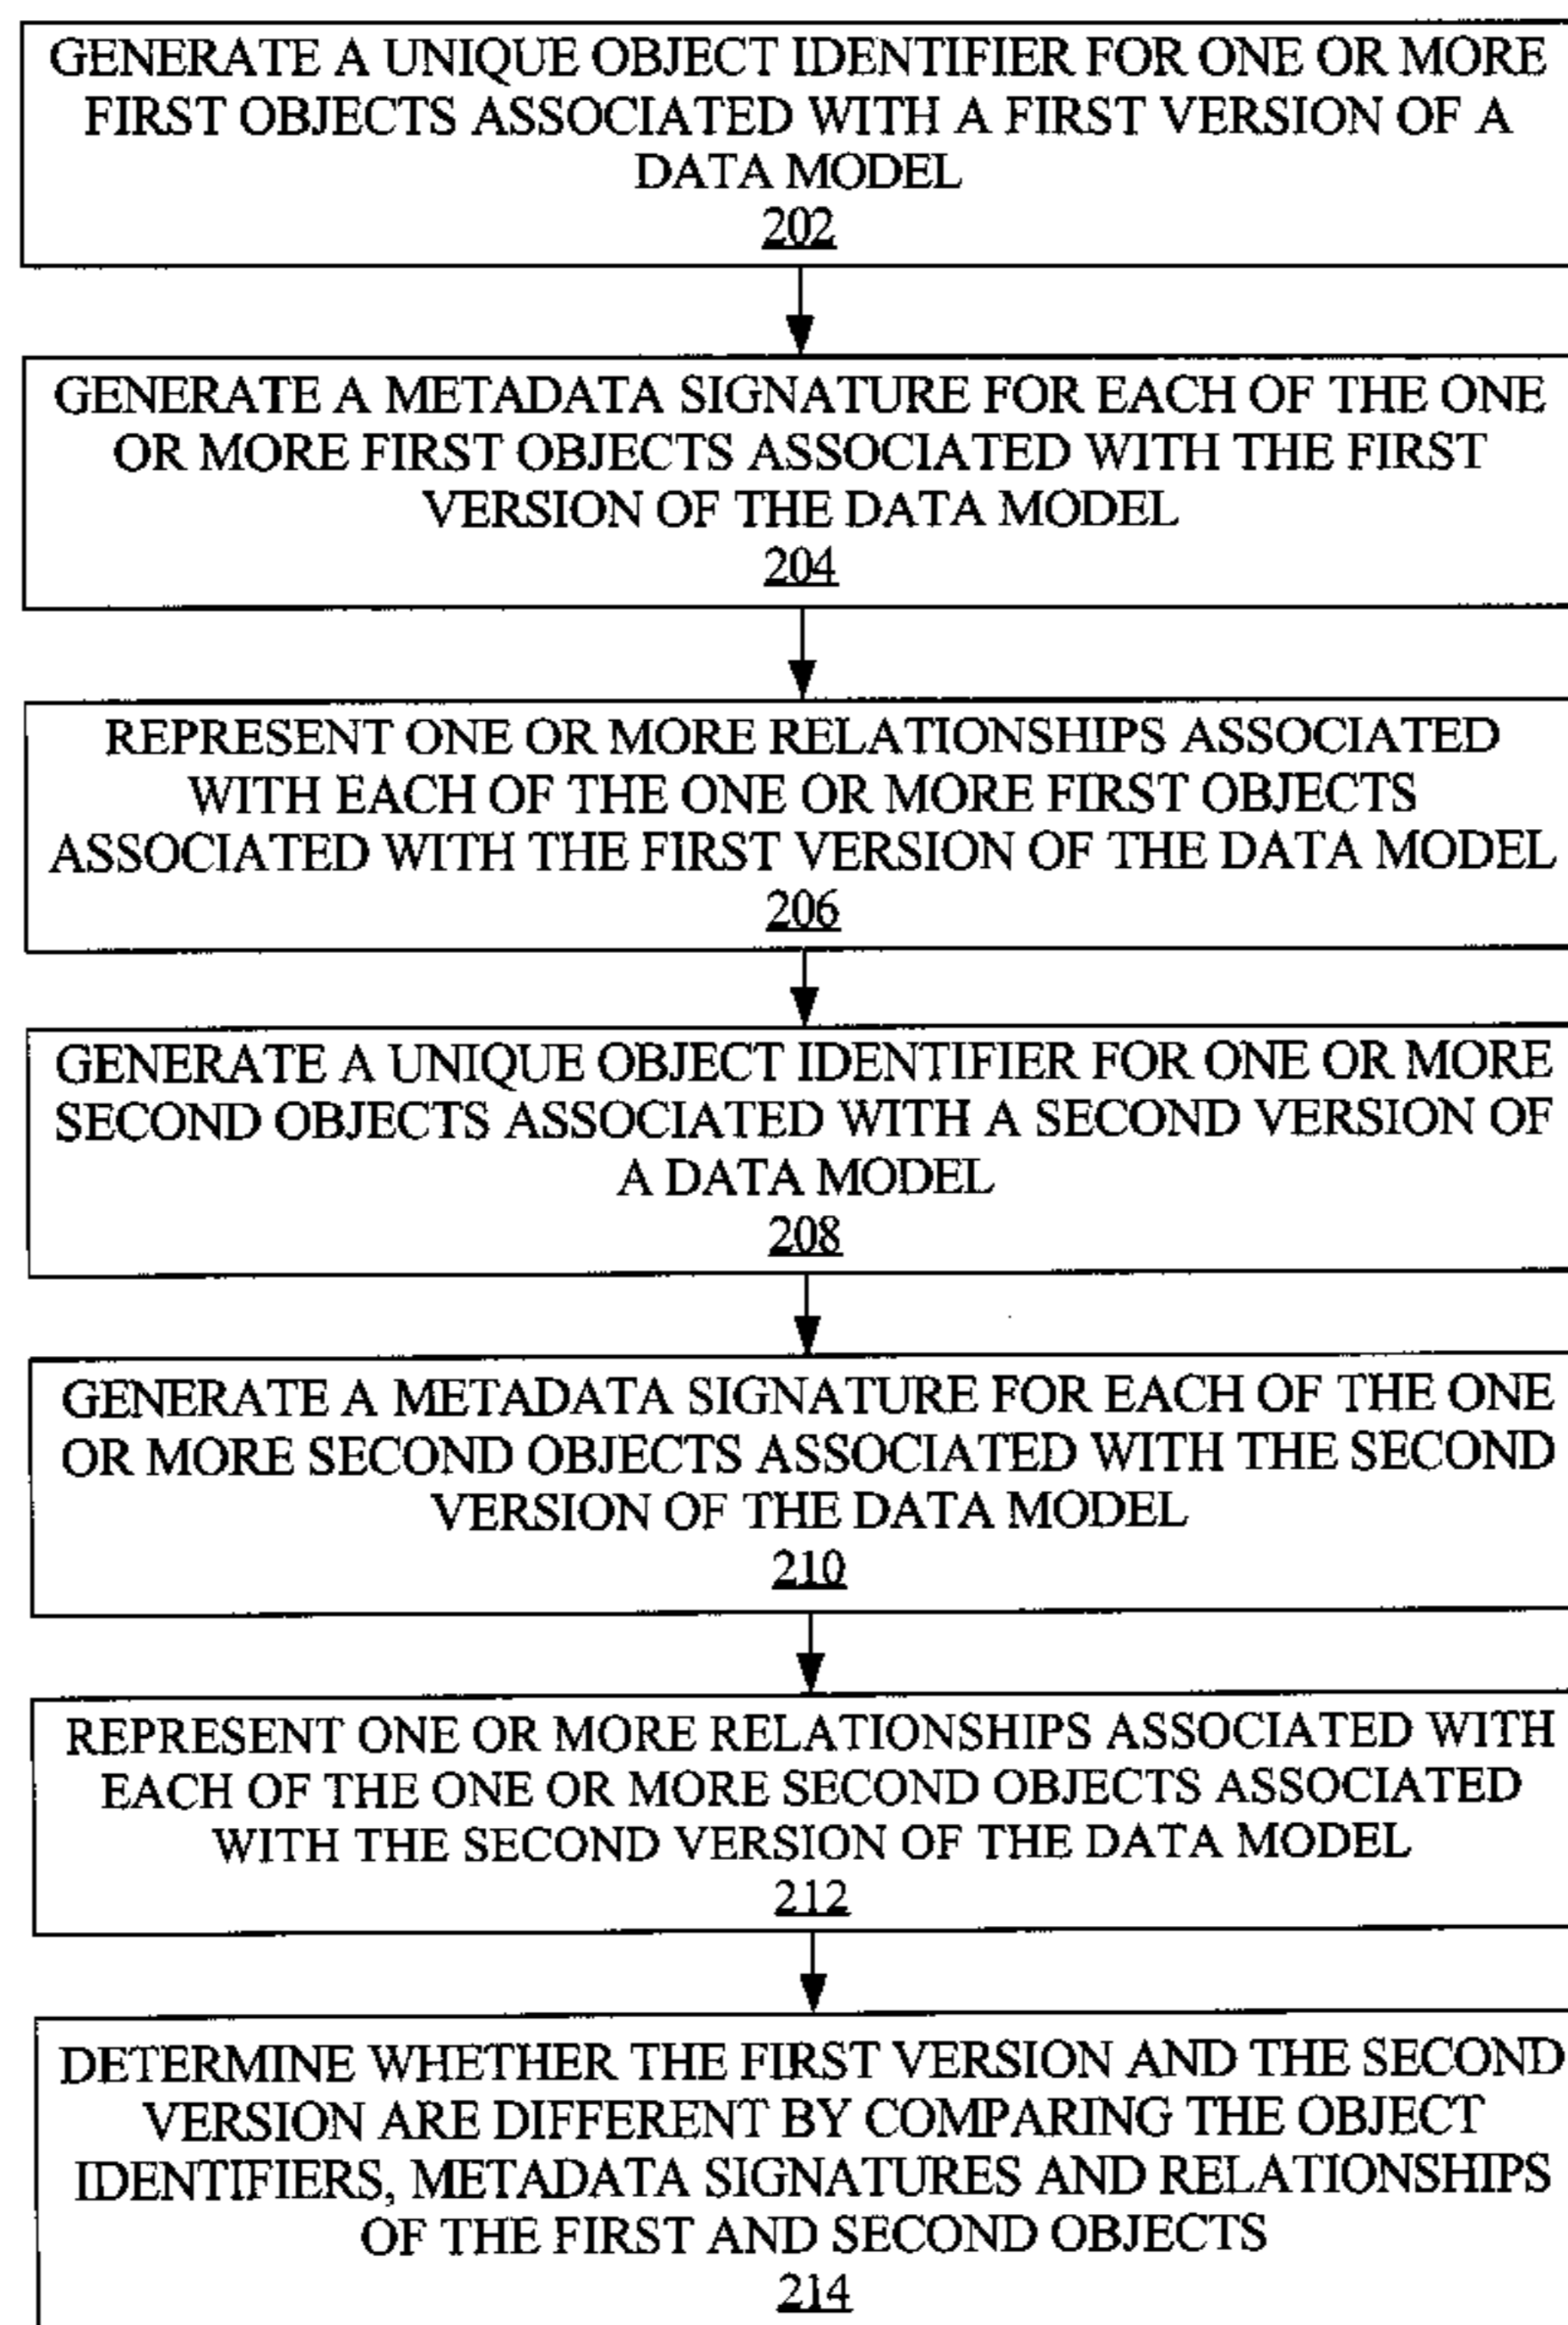 GENERATE A UNIQUE OBJECT IDENTIFIER FOR ONE OR MORE
FIRST OBJECTS ASSOCIATED WITH A FIRST VERSION OF A
DATA MODEL
202
GENERATE A METADATA SIGNATURE FOR EACH OF THE ONE
OR MORE FIRST OBJECTS ASSOCIATED WITH THE FIRST
VERSION OF THE DATA MODEL
204
REPRESENT ONE OR MORE RELATIONSHIPS ASSOCIATED
WITH EACH OF THE ONE OR MORE FIRST OBJECTS
ASSOCIATED WITH THE FIRST VERSION OF THE DATA MODEL
206
GENERATE A UNIQUE OBJECT IDENTIFIER FOR ONE OR MORE
SECOND OBJECTS ASSOCIATED WITH A SECOND VERSION OF
A DATA MODEL
208
GENERATE A METADATA SIGNATURE FOR EACH OF THE ONE
OR MORE SECOND OBJECTS ASSOCIATED WITH THE SECOND
VERSION OF THE DATA MODEL
210
REPRESENT ONE OR MORE RELATIONSHIPS ASSOCIATED WITH
EACH OF THE ONE OR MORE SECOND OBJECTS ASSOCIATED
WITH THE SECOND VERSION OF THE DATA MODEL
212
DETERMINE WHETHER THE FIRST VERSION AND THE SECOND
VERSION ARE DIFFERENT BY COMPARING THE OBJECT
IDENTIFIERS, METADATA SIGNATURES AND RELATIONSHIPS
OF THE FIRST AND SECOND OBJECTS
214